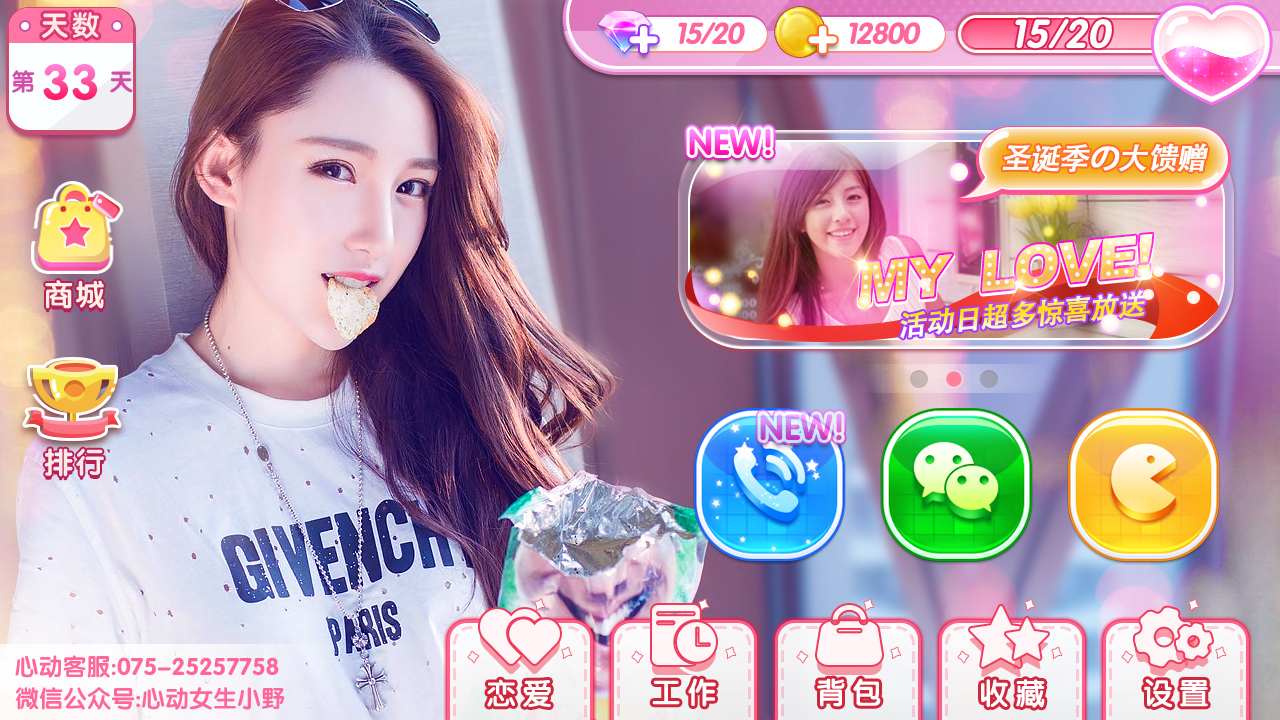 天数
第 33 天
15/20
12800
15/20
NEW!
圣诞季の大馈赠
MY LOVE!
活动日超多惊喜放送
商城
排行
NEW!
GIVENCHY
PARIS
心动客服:075-25257758
微信公众号:心动女生小野
恋爱
工作
背包
收藏
设置